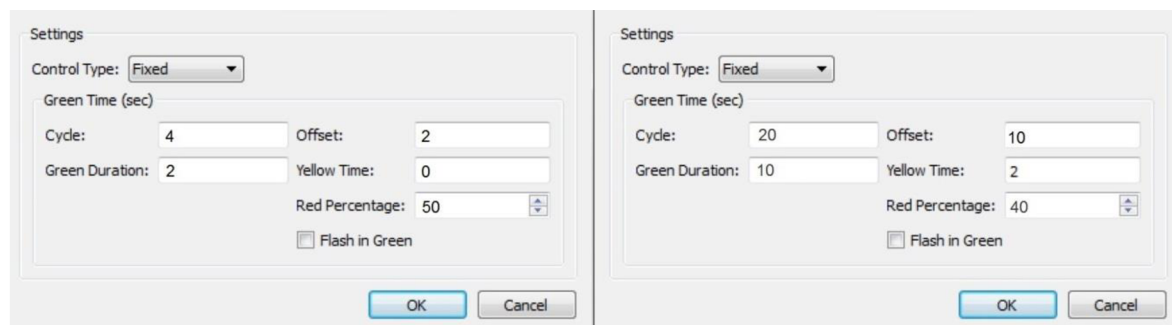 Settings
Control Type: Fixed
Green Time (sec)
Cycle: 4 Offset: 2
Green Duration: 2 Yellow Time: 0
Red Percentage: 50
Flash in Green
OK Cancel
Settings
Control Type: Fixed
Green Time (sec)
Cycle: 20 Offset: 10
Green Duration: 10 Yellow Time: 2
Red Percentage: 40
Flash in Green
OK Cancel